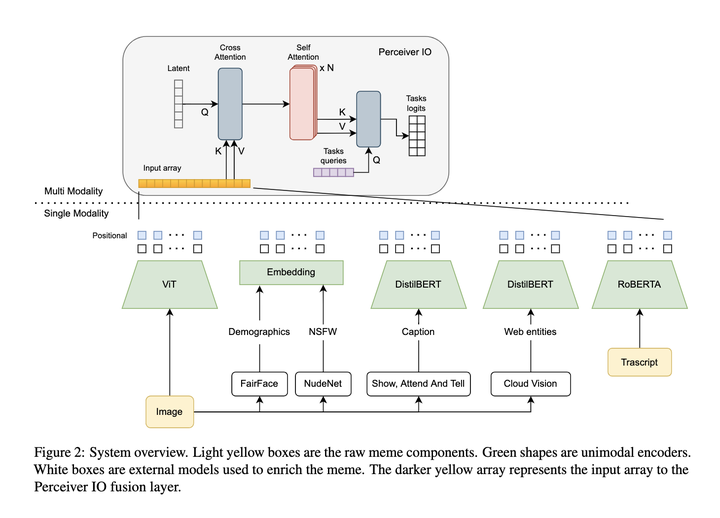 Perceiver IO
Cross
Attention
Self
Attention
x N
Latent
Q
K
V
K
V
Tasks
logits
Tasks
queries
Q
Input array
Multi Modality
Single Modality
Positional
ViT
Embedding
DistilBERT
DistilBERT
RoBERTA
Demographics
NSFW
Caption
Web entities
FairFace
NudeNet
Show, Attend And Tell
Cloud Vision
Trascript
Image
Figure 2: System overview. Light yellow boxes are the raw meme components. Green shapes are unimodal encoders.
White boxes are external models used to enrich the meme. The darker yellow array represents the input array to the
Perceiver IO fusion layer.